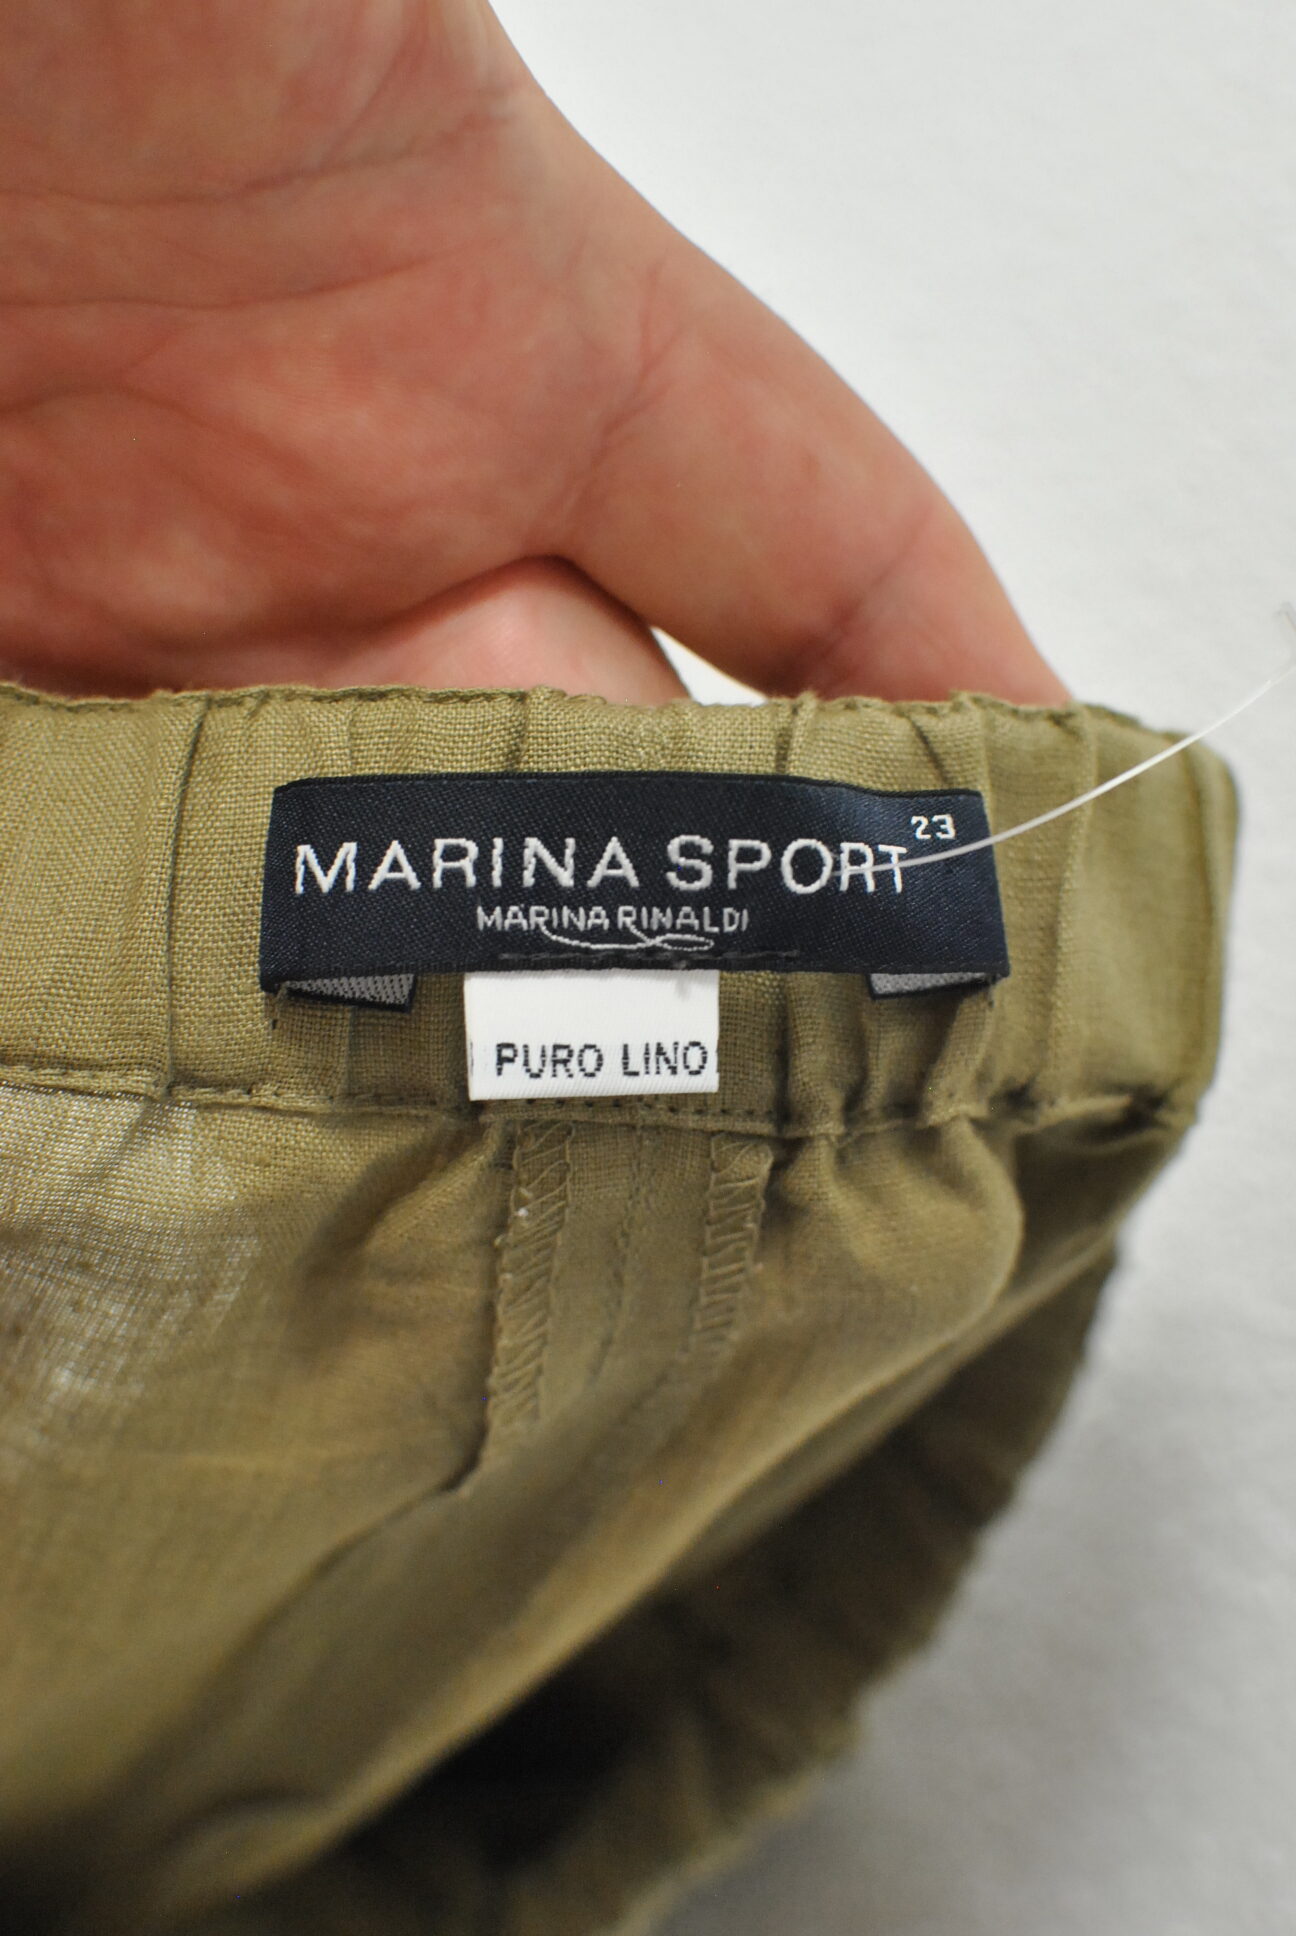 23
MARINA SPORT
MARINA RINALDI
PURO LINO